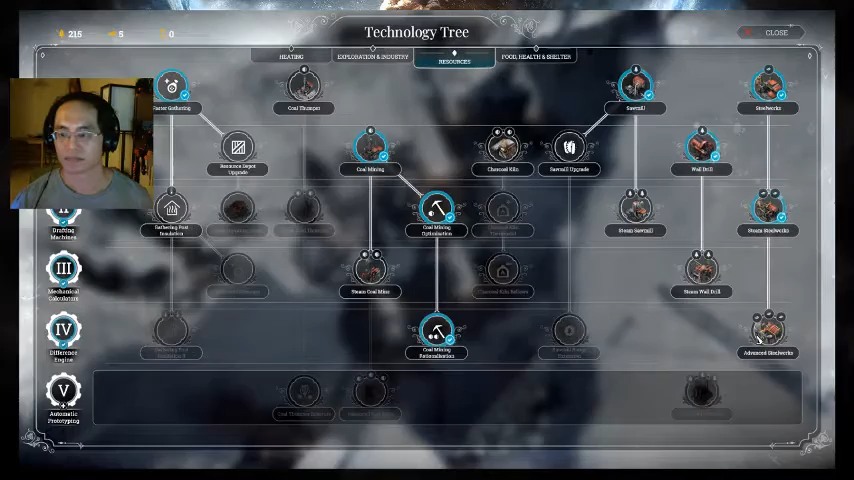 215
5
0
Technology Tree
CLOSE
HEATING
EXPLORATION & INDUSTRY
RESOURCES
FOOD, HEALTH & SHELTER
Faster Gathering
Coal Thumper
Sawmill
Steelworks
Resource Depot
Upgrade
Coal Mining
Charcoal Kiln
Sawmill Upgrade
Wall Drill
Drafting
Machines
Gathering Post
Insulation
Coal Mining
Optimisation
Steam Sawmill
Steam Steelworks
III
Mechanical
Calculators
Steam Coal Mine
Steam Wall Drill
IV
Difference
Engine
Coal Mining
Rationalisation
Advanced Steelworks
V
Automatic
Prototyping